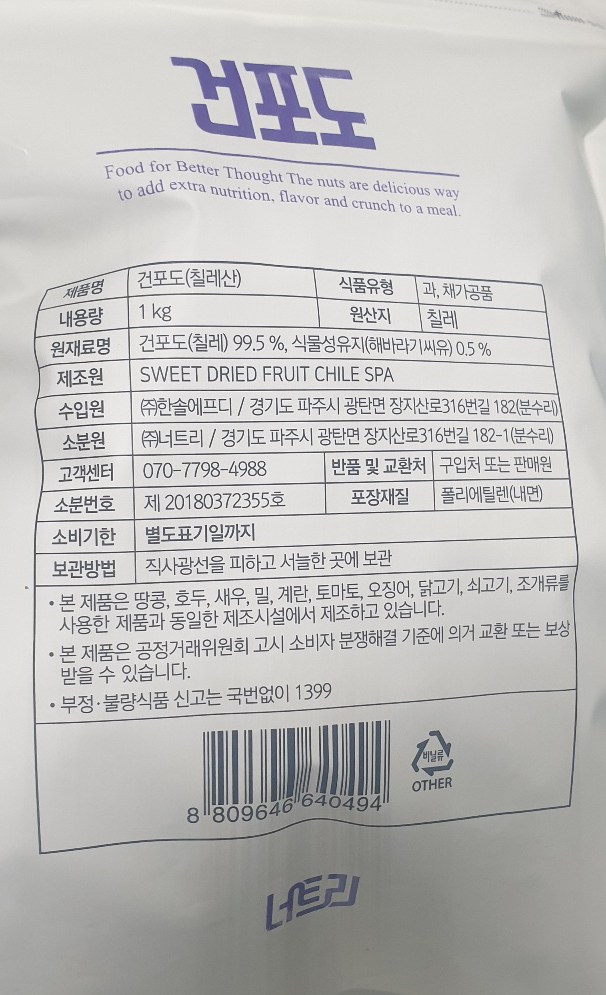 건포도
Food for Better Thought The nuts are delicious way
to add extra nutrition, flavor and crunch to a meal.
제품명 건포도(칠레산) 식품유형 과, 채가공품
내용량 1 kg 원산지 칠레
원재료명 건포도(칠레) 99.5 %, 식물성유지(해바라기씨유) 0.5 %
제조원 SWEET DRIED FRUIT CHILE SPA
수입원 ㈜한솔에프디 / 경기도 파주시 광탄면 장지산로316번길 182(분수리)
소분원 ㈜너트리 / 경기도 파주시 광탄면 장지산로316번길 182-1(분수리)
고객센터 070-7798-4988 반품 및 교환처 구입처 또는 판매원
소분번호 제 20180372355호 포장재질 폴리에틸렌(내면)
소비기한 별도표기일까지
보관방법 직사광선을 피하고 서늘한 곳에 보관
• 본 제품은 땅콩, 호두, 새우, 밀, 계란, 토마토, 오징어, 닭고기, 쇠고기, 조개류를
사용한 제품과 동일한 제조시설에서 제조하고 있습니다.
• 본 제품은 공정거래위원회 고시 소비자 분쟁해결 기준에 의거 교환 또는 보상
받을 수 있습니다.
• 부정·불량식품 신고는 국번없이 1399
비닐류
OTHER
8 809646 640494
너트리